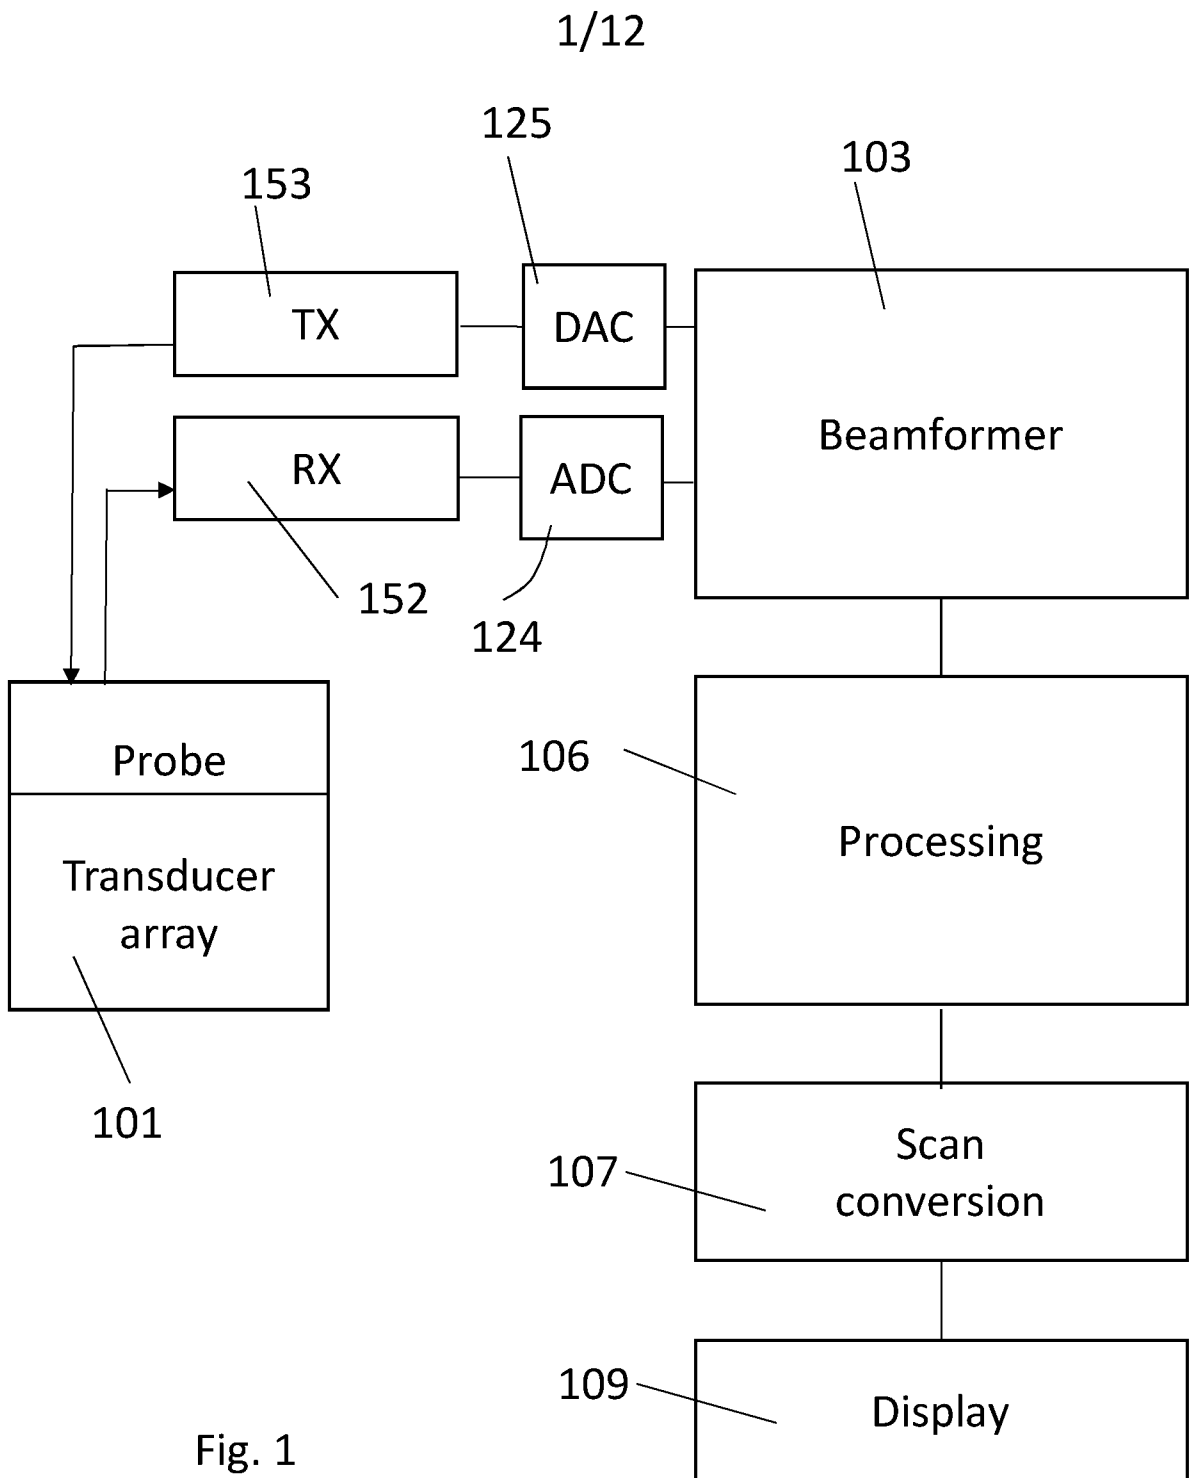 1/12
125
103
153
TX
DAC
Beamformer
RX
ADC
152
124
Probe
106
Processing
Transducer
array
101
Scan
107
conversion
109
Display
Fig. 1